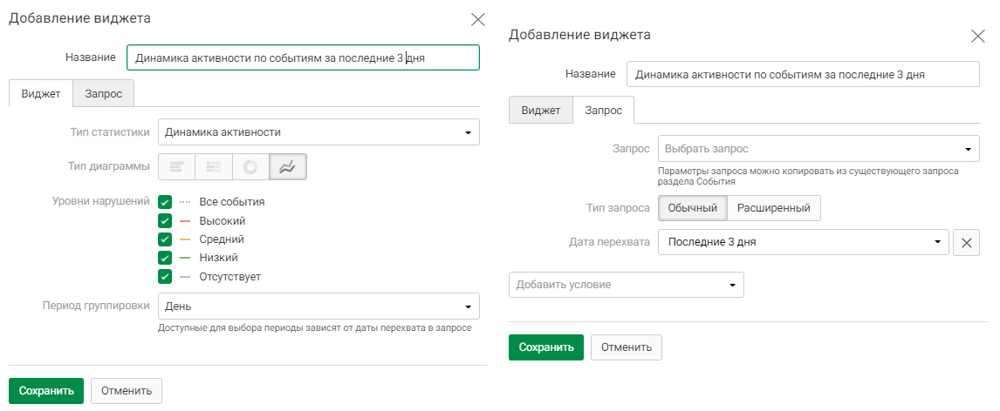 Добавление виджета
Название
Динамика активности по событиям за последние 3 дня
Виджет
Запрос
Тип статистики
Динамика активности
Тип диаграммы
Уровни нарушений
Все события
Высокий
Средний
Низкий
Отсутствует
Период группировки
День
Доступные для выбора периоды зависят от даты перехвата в запросе
Сохранить
Отменить
Добавление виджета
Название
Динамика активности по событиям за последние 3 дня
Виджет
Запрос
Запрос
Выбрать запрос
Параметры запроса можно копировать из существующего запроса
раздела События
Тип запроса
Обычный
Расширенный
Дата перехвата
Последние 3 дня
Добавить условие
Сохранить
Отменить